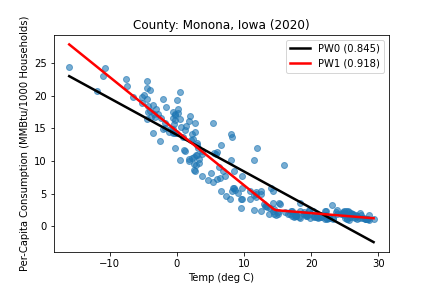 County: Monona, Iowa (2020)
PW0 (0.845)
PW1 (0.918)
Per-Capita Consumption (MMBtu/1000 Households)
25
20
15
10
5
0
−10 0 10 20 30
Temp (deg C)